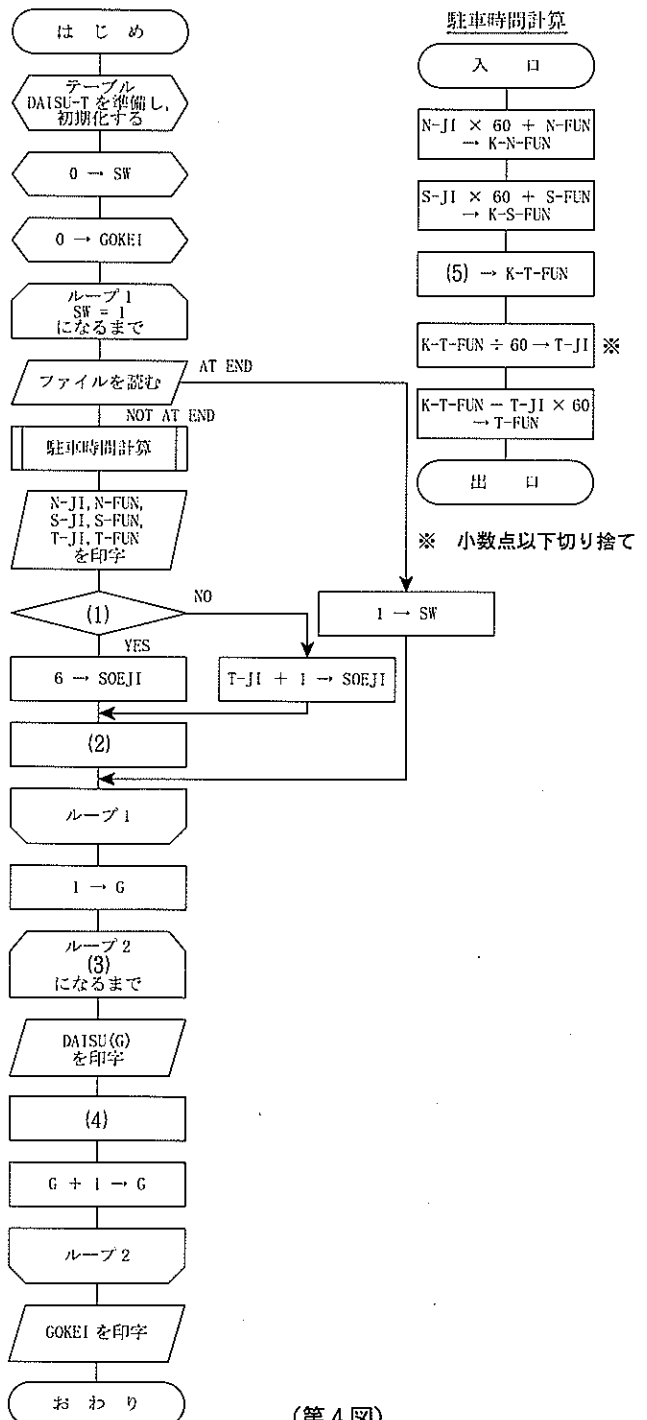 はじめ
テーブル
DAISU-T を準備し,
初期化する
0 → SW
0 → GOKEI
ループ 1
SW = 1
になるまで
ファイルを読む
AT END
NOT AT END
駐車時間計算
N-JI, N-FUN,
S-JI, S-FUN,
T-JI, T-FUN
を印字
(1)
NO
YES
1 → SW
6 → SOEJI
T-JI + 1 → SOEJI
(2)
ループ 1
1 → G
ループ 2
(3)
になるまで
DAISU(G)
を印字
(4)
G + 1 → G
ループ 2
GOKEI を印字
おわり
駐車時間計算
入 口
N-JI × 60 + N-FUN
→ K-N-FUN
S-JI × 60 + S-FUN
→ K-S-FUN
(5) → K-T-FUN
K-T-FUN ÷ 60 → T-JI ※
K-T-FUN − T-JI × 60
→ T-FUN
出 口
※ 小数点以下切り捨て
(第4図)